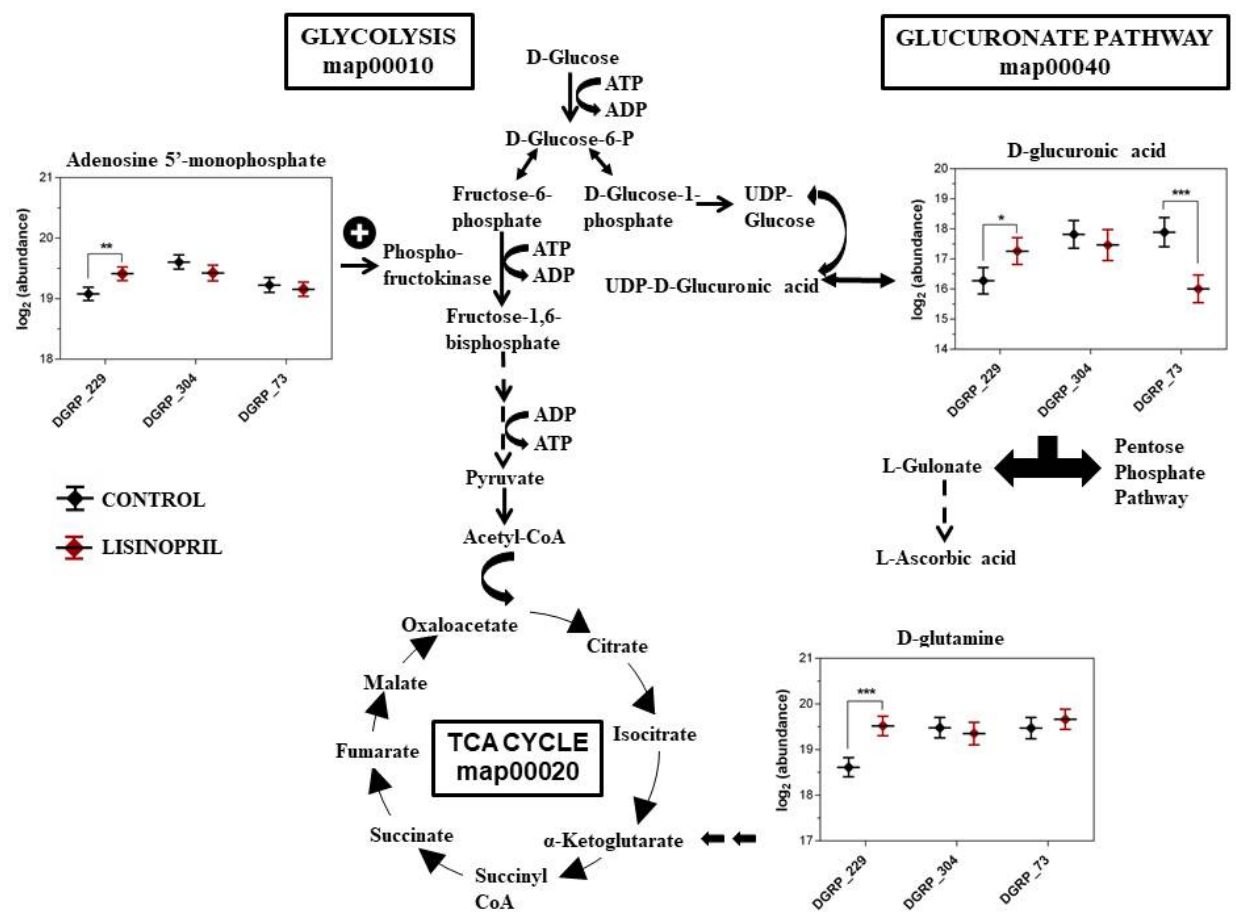 GLYCOLYSIS
map00010
GLUCURONATE PATHWAY
map00040
D-Glucose
ATP
ADP
D-Glucose-6-P
Fructose-6-
phosphate
D-Glucose-1-
phosphate
UDP-
Glucose
UDP-D-Glucuronic acid
Phospho-
fructokinase
ATP
ADP
Fructose-1,6-
bisphosphate
ADP
ATP
Pyruvate
Acetyl-CoA
Adenosine 5'-monophosphate
log2 (abundance)
21
20
19
18
**
DGRP_229
DGRP_304
DGRP_73
CONTROL
LISINOPRIL
D-glucuronic acid
log2 (abundance)
20
19
18
17
16
15
14
*
***
DGRP_229
DGRP_304
DGRP_73
L-Gulonate
Pentose
Phosphate
Pathway
L-Ascorbic acid
Oxaloacetate
Citrate
Malate
Isocitrate
Fumarate
TCA CYCLE
map00020
Succinate
α-Ketoglutarate
Succinyl
CoA
D-glutamine
log2 (abundance)
21
20
19
18
17
***
DGRP_229
DGRP_304
DGRP_73